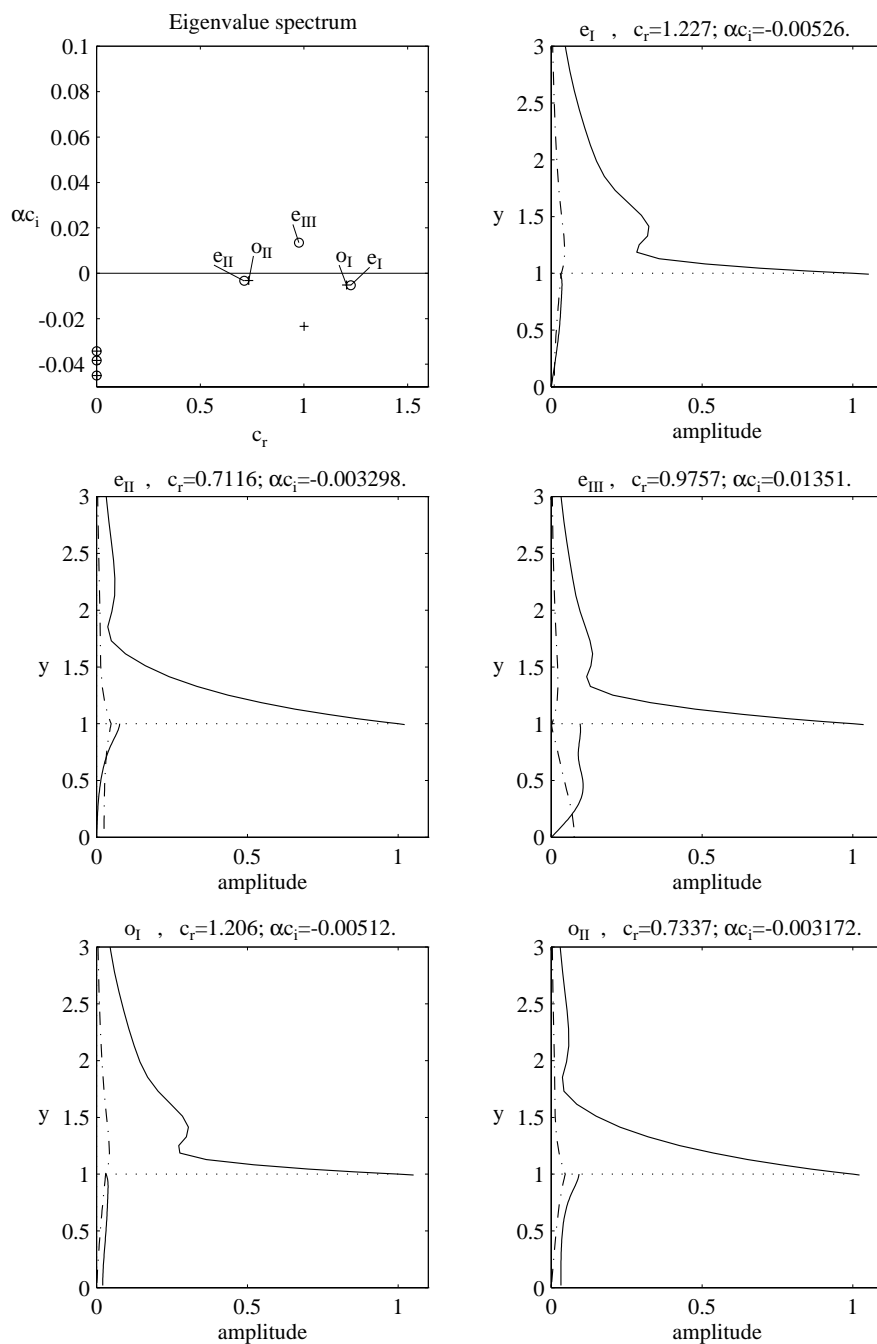 Eigenvalue spectrum
0.1
0.08
0.06
0.04
0.02
0
-0.02
-0.04
αc_i
e_III
e_II
o_II
o_I
e_I
0
0.5
1
1.5
c_r
e_I , c_r=1.227; αc_i=-0.00526.
3
2.5
2
1.5
1
0.5
0
y
0
0.5
1
amplitude
e_II , c_r=0.7116; αc_i=-0.003298.
3
2.5
2
1.5
1
0.5
0
y
0
0.5
1
amplitude
e_III , c_r=0.9757; αc_i=0.01351.
3
2.5
2
1.5
1
0.5
0
y
0
0.5
1
amplitude
o_I , c_r=1.206; αc_i=-0.00512.
3
2.5
2
1.5
1
0.5
0
y
0
0.5
1
amplitude
o_II , c_r=0.7337; αc_i=-0.003172.
3
2.5
2
1.5
1
0.5
0
y
0
0.5
1
amplitude